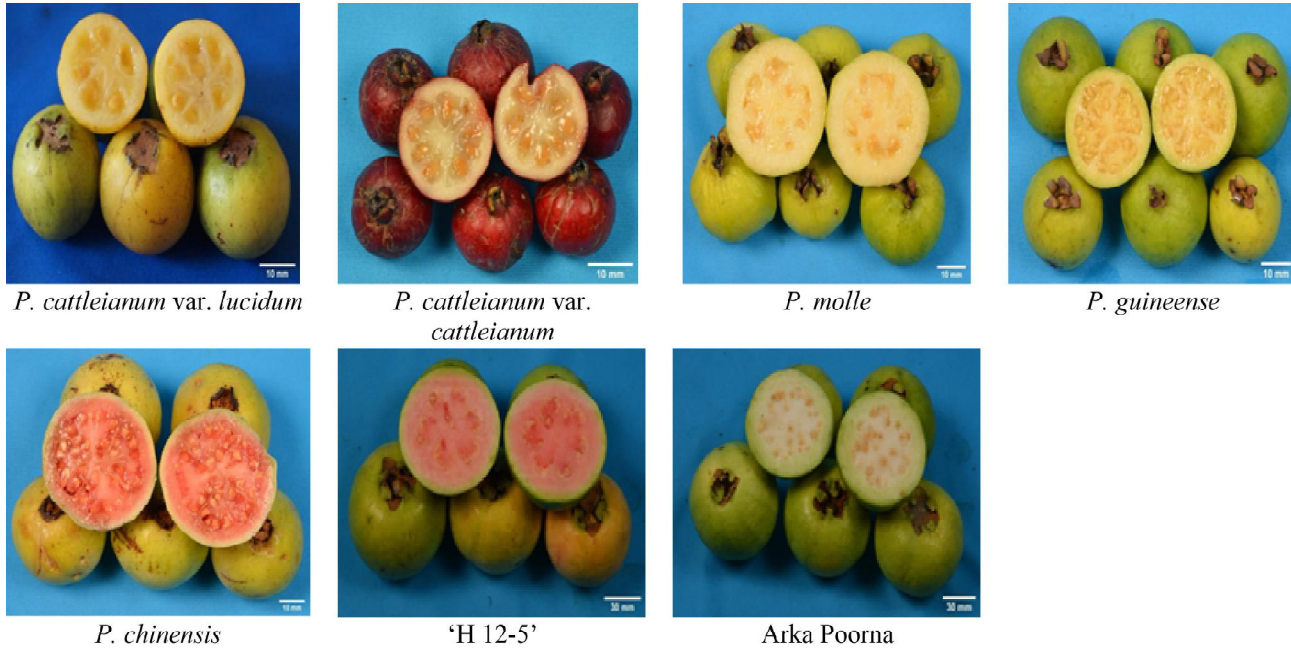 10 mm
10 mm
10 mm
10 mm
P. cattleianum var. lucidum
P. cattleianum var.
cattleianum
P. molle
P. guineense
10 mm
30 mm
30 mm
P. chinensis
‘H 12-5’
Arka Poorna